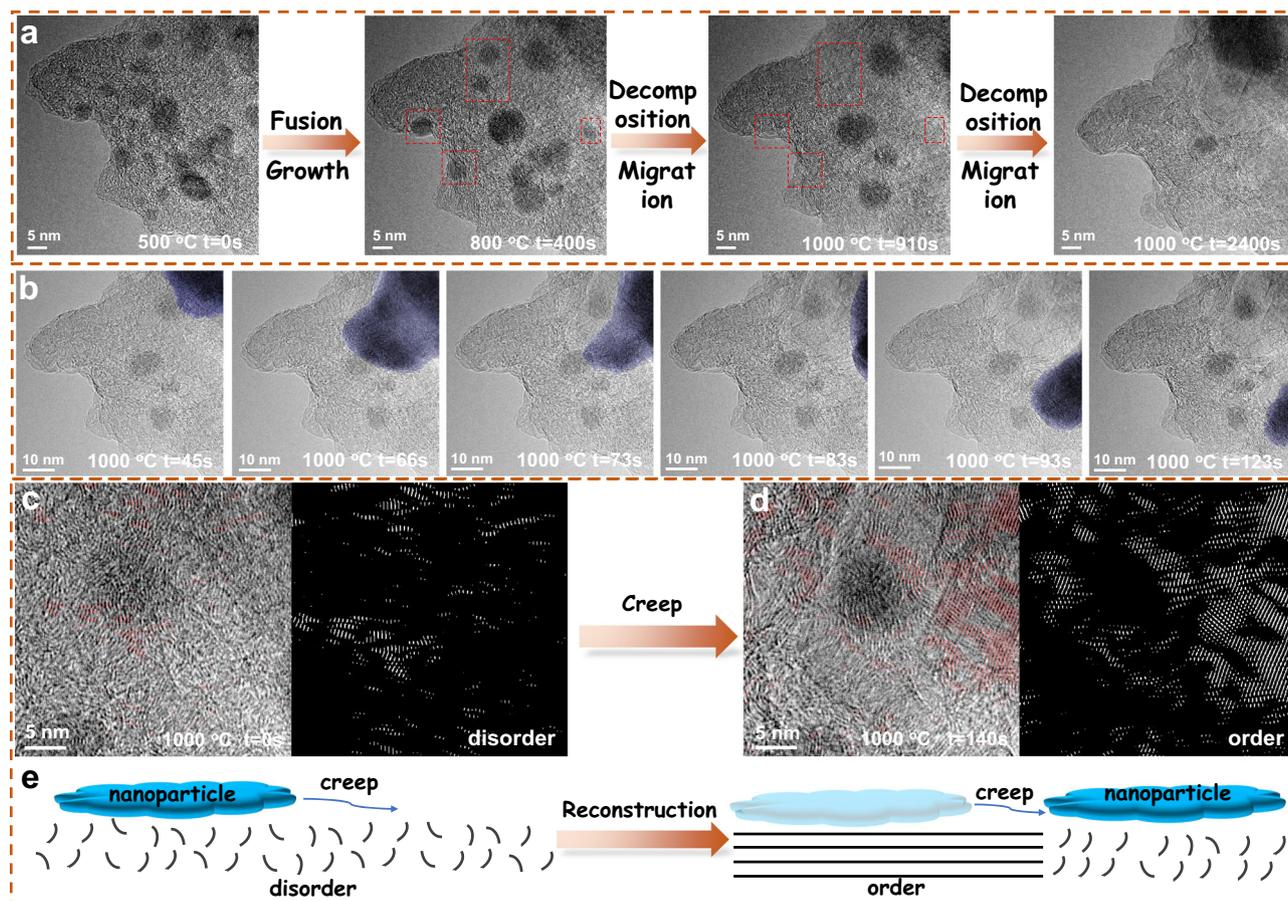 a
Fusion
Growth
Decomp
osition
Migrat
ion
Decomp
osition
Migrat
ion
5 nm
500 °C t=0s
5 nm
800 °C t=400s
5 nm
1000 °C t=910s
5 nm
1000 °C t=2400s
b
10 nm
1000 °C t=45s
10 nm
1000 °C t=66s
10 nm
1000 °C t=73s
10 nm
1000 °C t=83s
10 nm
1000 °C t=93s
10 nm
1000 °C t=123s
c
5 nm
1000 °C t=0s
disorder
Creep
d
5 nm
1000 °C t=140s
order
e
nanoparticle
creep
disorder
Reconstruction
creep
nanoparticle
order